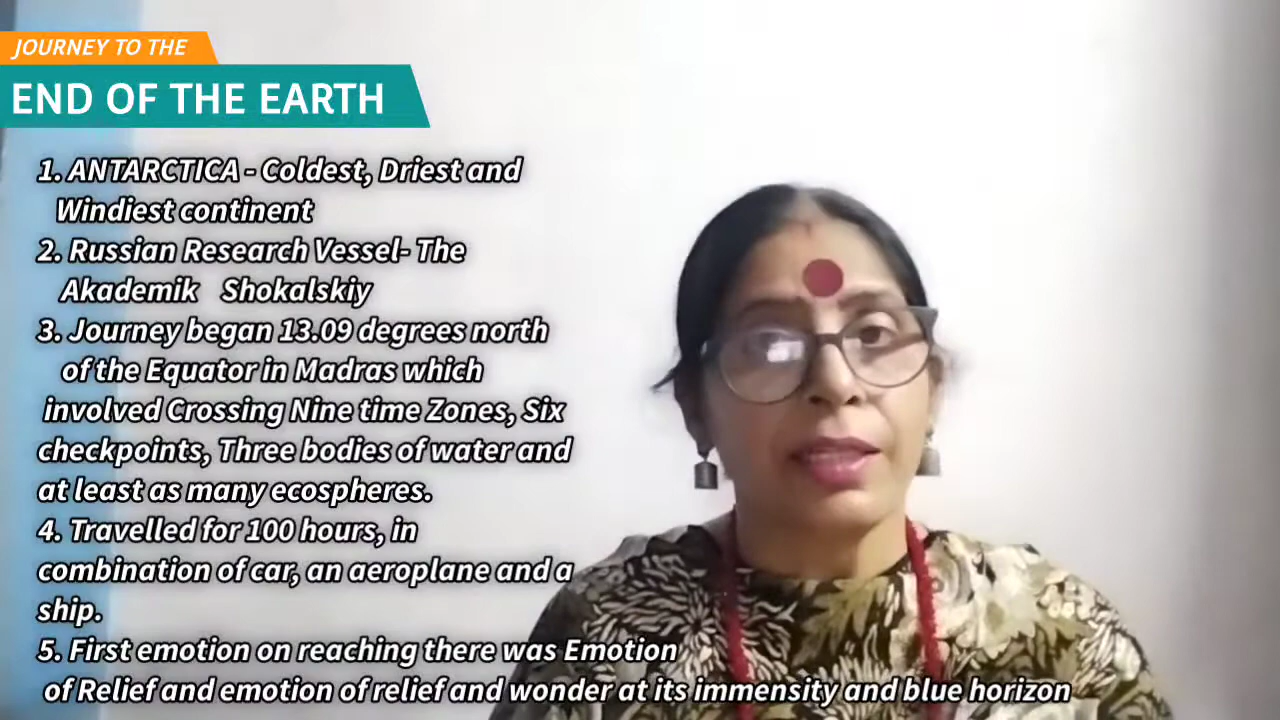 JOURNEY TO THE
END OF THE EARTH
1. ANTARCTICA - Coldest, Driest and
Windiest continent
2. Russian Research Vessel- The
Akademik Shokalskiy
3. Journey began 13.09 degrees north
of the Equator in Madras which
involved Crossing Nine time Zones, Six
checkpoints, Three bodies of water and
at least as many ecospheres.
4. Travelled for 100 hours, in
combination of car, an aeroplane and a
ship.
5. First emotion on reaching there was Emotion
of Relief and emotion of relief and wonder at its immensity and blue horizon